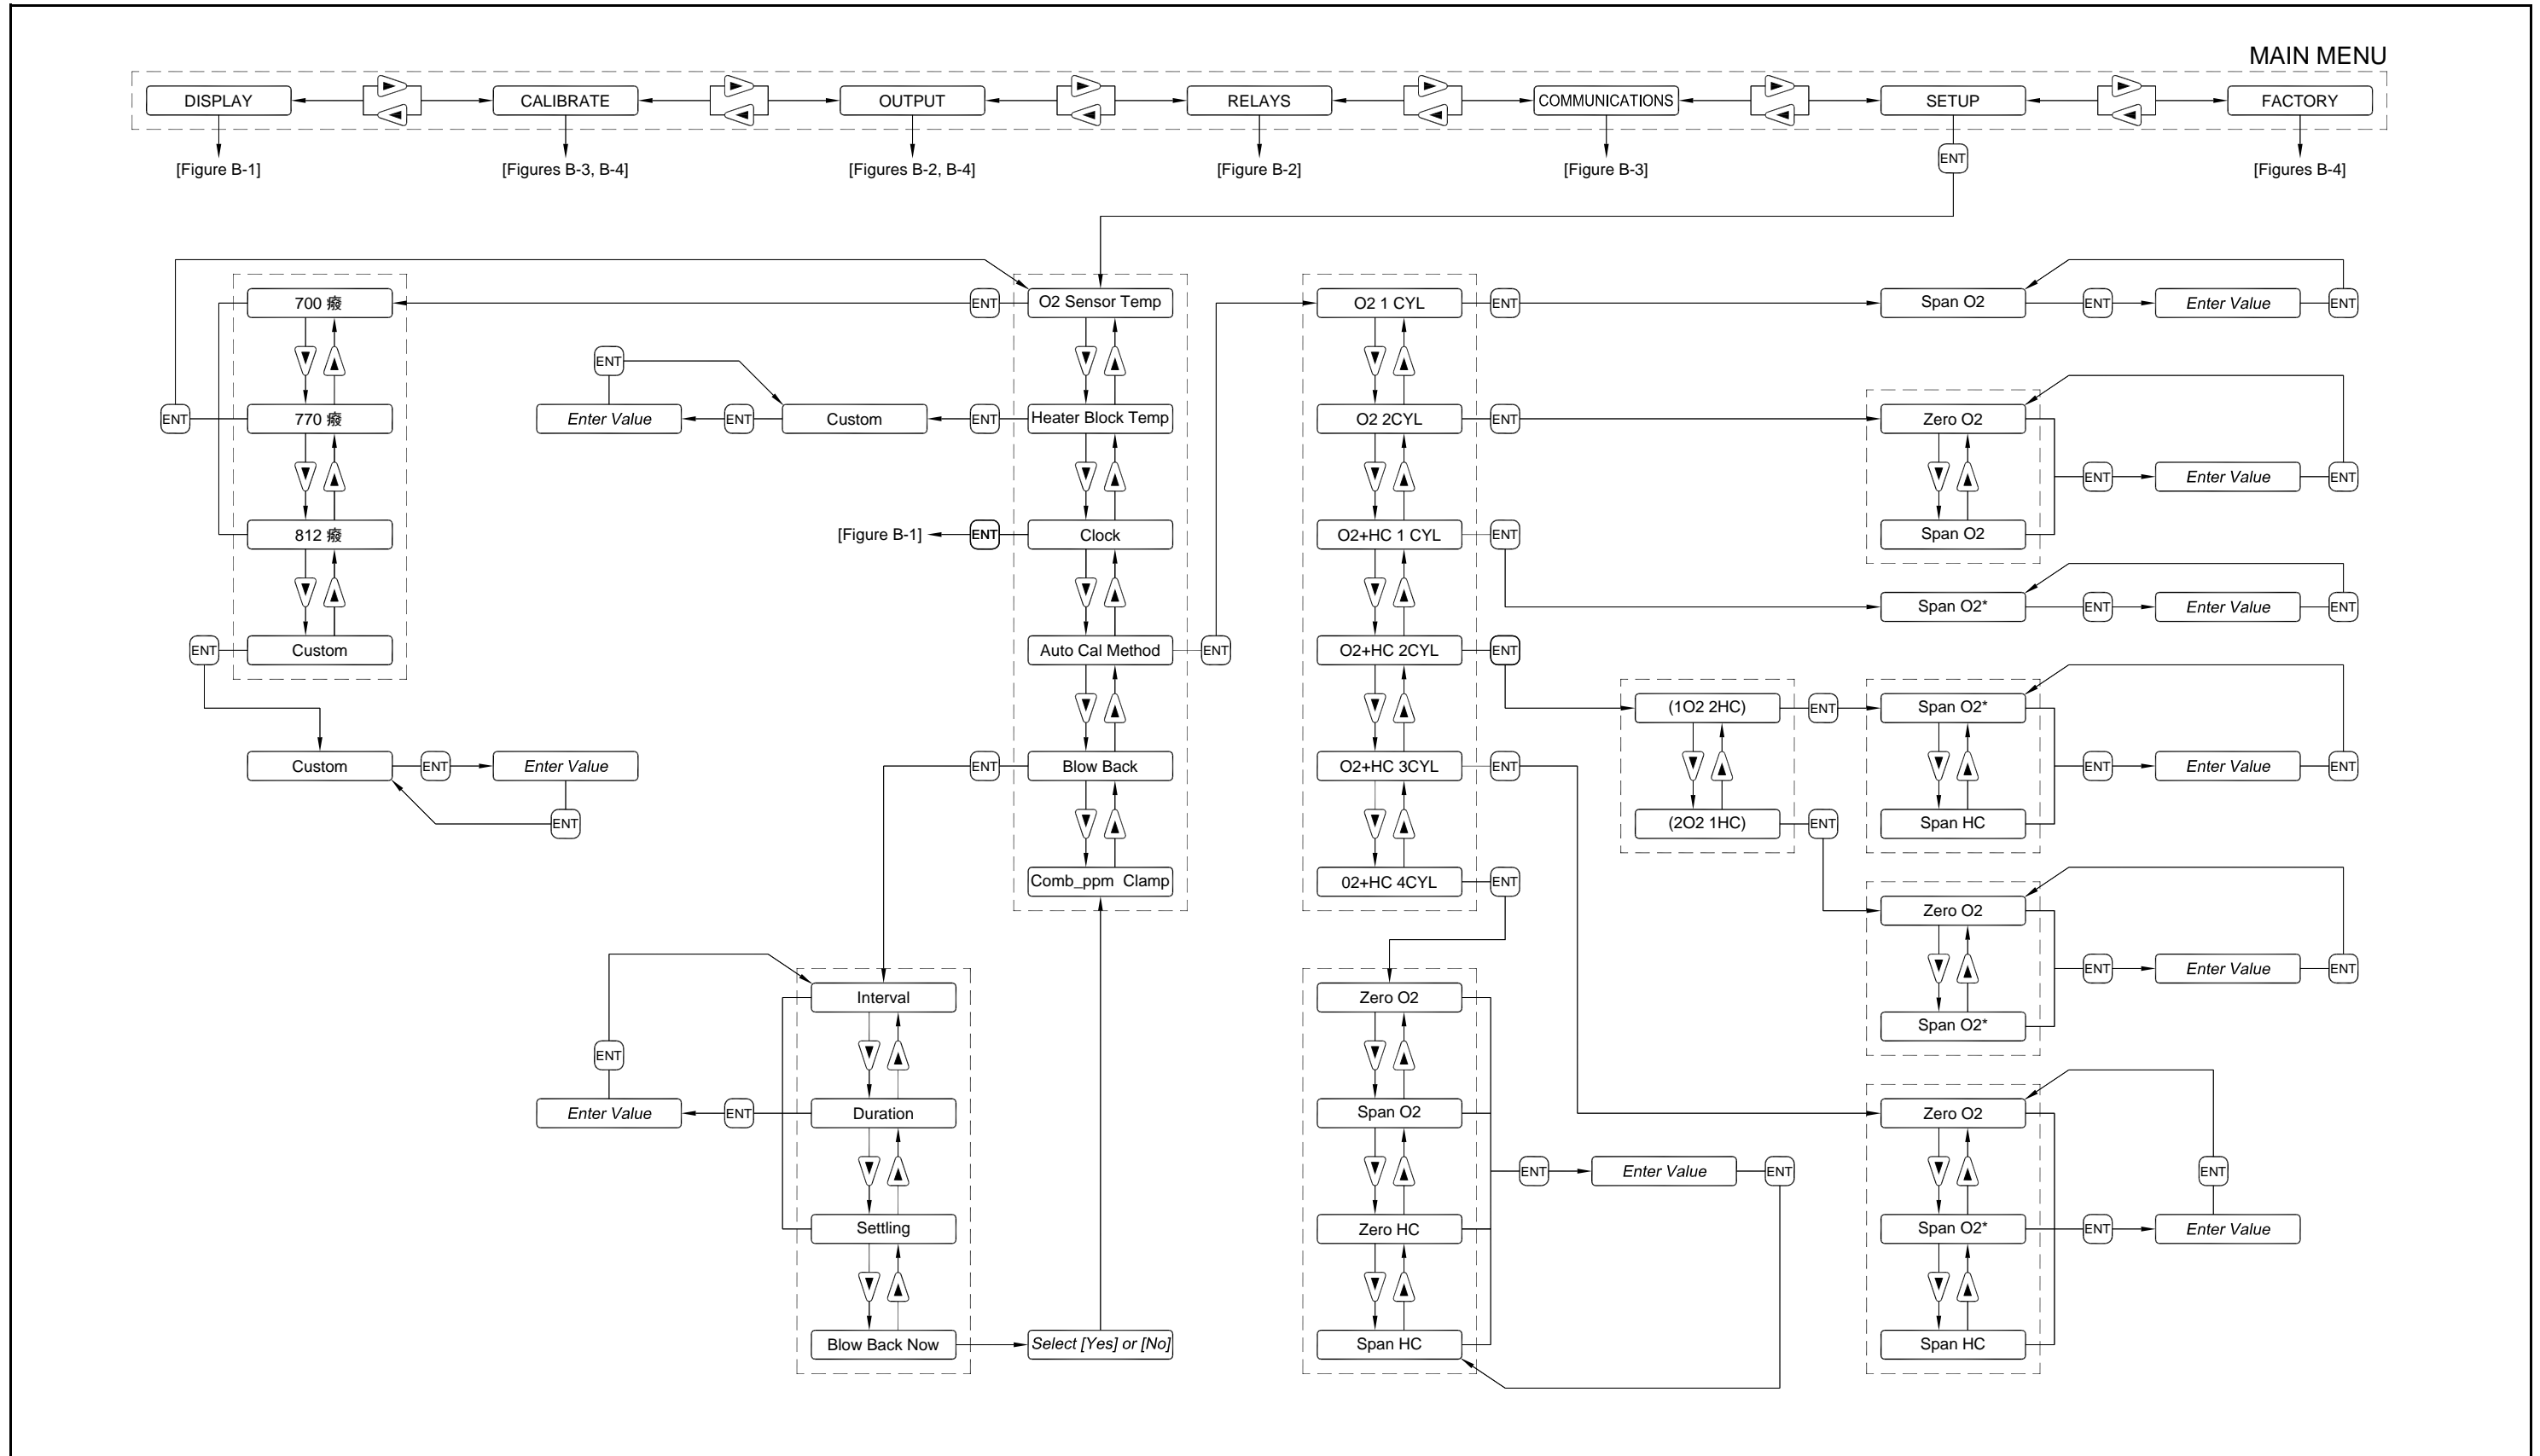 MAIN MENU
DISPLAY
CALIBRATE
OUTPUT
RELAYS
COMMUNICATIONS
SETUP
FACTORY
[Figure B-1]
[Figures B-3, B-4]
[Figures B-2, B-4]
[Figure B-2]
[Figure B-3]
ENT
[Figures B-4]
700 癈
ENT
O2 Sensor Temp
O2 1 CYL
ENT
Span O2
ENT
Enter Value
ENT
ENT
ENT
770 癈
Enter Value
ENT
Custom
ENT
Heater Block Temp
O2 2CYL
ENT
Zero O2
ENT
Enter Value
ENT
812 癈
[Figure B-1]
ENT
Clock
O2+HC 1 CYL
ENT
Span O2
Span O2*
ENT
Enter Value
ENT
ENT
Custom
Auto Cal Method
ENT
O2+HC 2CYL
ENT
(1O2 2HC)
ENT
Span O2*
Custom
ENT
Enter Value
ENT
Blow Back
O2+HC 3CYL
ENT
ENT
Enter Value
ENT
ENT
(2O2 1HC)
ENT
Span HC
Comb_ppm Clamp
02+HC 4CYL
ENT
Zero O2
ENT
Enter Value
ENT
Interval
Zero O2
Span O2*
ENT
Enter Value
ENT
Duration
Span O2
Zero O2
ENT
Enter Value
ENT
ENT
Settling
Zero HC
Span O2*
ENT
Enter Value
Blow Back Now
Select [Yes] or [No]
Span HC
Span HC